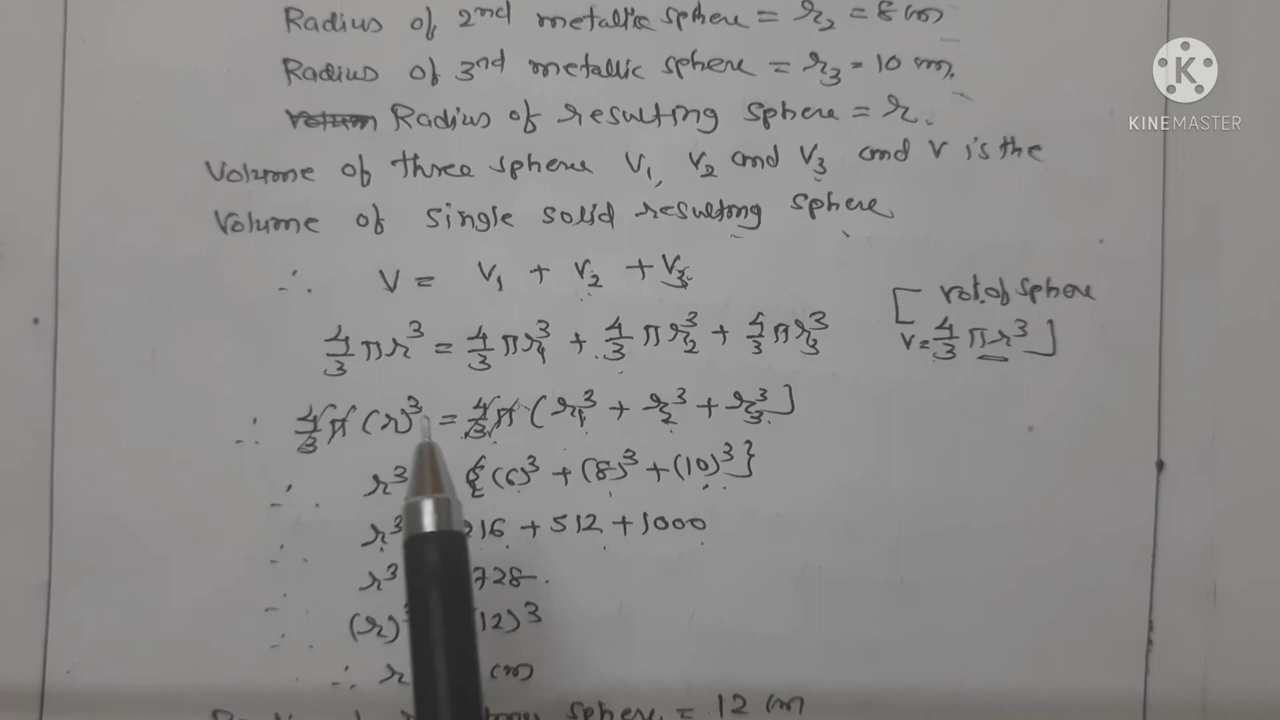 Radius of 2nd metallic sphere = r₂ = 8 cm
Radius of 3nd metallic sphere = r₃ = 10 cm.
KINEMASTER
Radius of resulting sphere = r.
Volume of three sphere V₁, V₂ and V₃ and V is the
Volume of single solid resulting sphere
∴ V = V₁ + V₂ + V₃
[ vol. of sphere
4/3 πr³ = 4/3 πr₁³ + 4/3 πr₂³ + 4/3 πr₃³
V = 4/3 πr³ ]
∴ 4/3 π (r)³ = 4/3 π ( r₁³ + r₂³ + r₃³ ]
∴ r³ {(6)³ + (8)³ + (10)³}
∴ r³ 16 + 512 + 1000
∴ r³ 728.
∴ (r) 12)³
∴ r cm
sphere = 12 cm